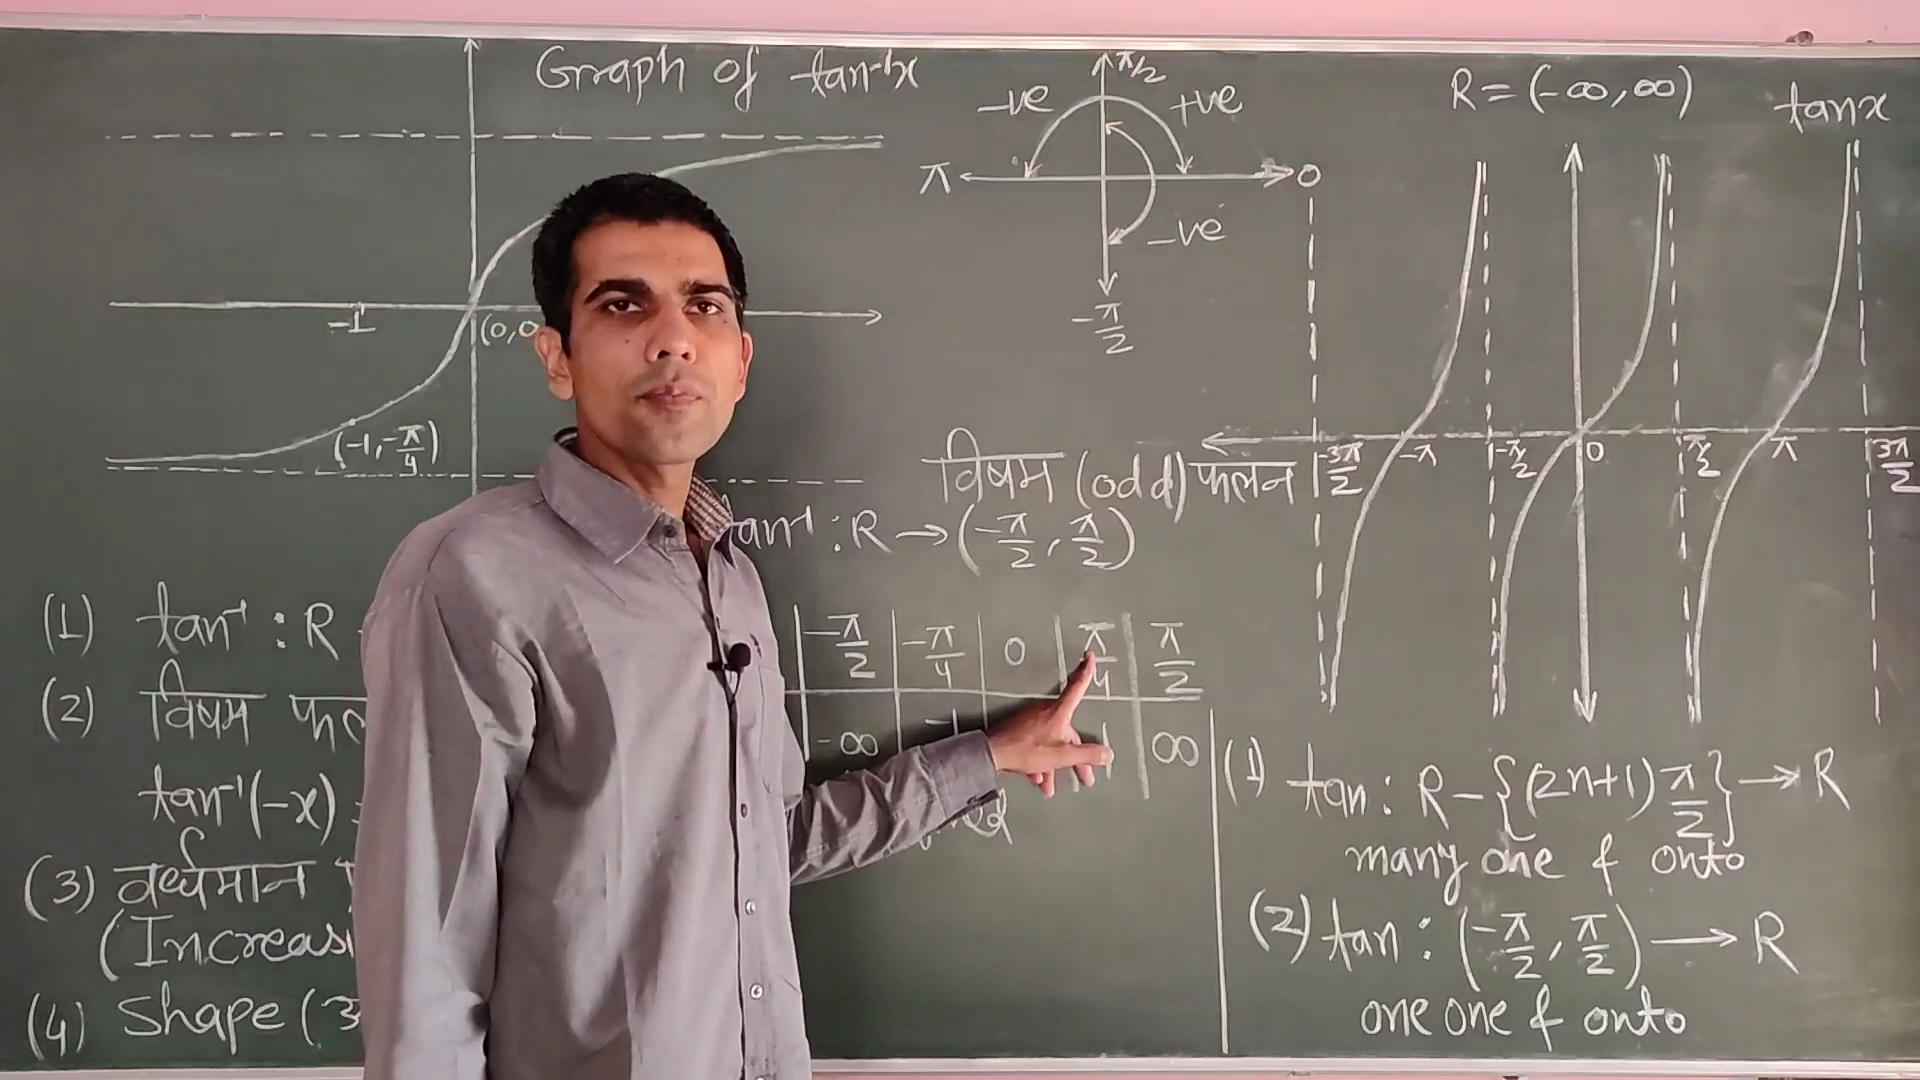 Graph of tan⁻¹x
-1
(0,0
(-1, -π/4)
π/2
-ve
+ve
π
0
-ve
-π/2
R = (-∞, ∞)
tanx
-3π/2 -π -π/2 0 π/2 π 3π/2
विषम (odd) फलन
tan⁻¹ : R → (-π/2, π/2)
(1) tan⁻¹ : R
(2) विषम
tan⁻¹(-x) =
(3) वर्धमान
(Increasi
(4) Shape (
-π/2 -π/4 0 π/4 π/2
-∞ -1 1 ∞
(1) tan : R - {(2n+1)π/2} → R
many one & onto
(2) tan : (-π/2, π/2) → R
one one & onto